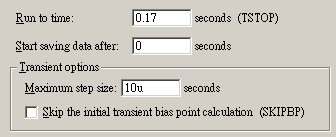 Run to time: 0.17 seconds (TSTOP)
Start saving data after: 0 seconds
Transient options
Maximum step size: 10u seconds
Skip the initial transient bias point calculation (SKIPBP)